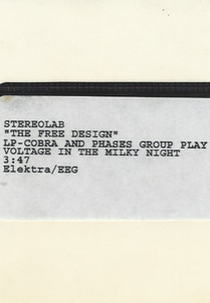 STEREOLAB
"THE FREE DESIGN"
LP-COBRA AND PHASES GROUP PLAY
VOLTAGE IN THE MILKY NIGHT
3:47
Elektra/EEG